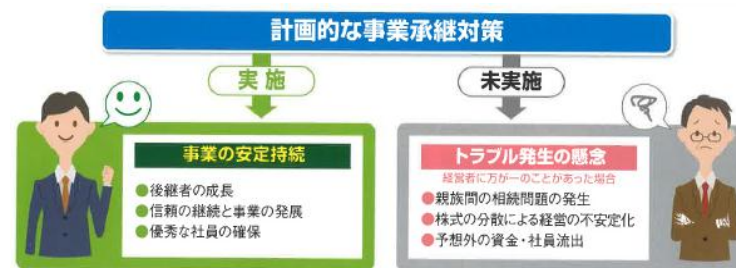 計画的な事業承継対策
実施
未実施
事業の安定持続
●後継者の成長
●信頼の継続と事業の発展
●優秀な社員の確保
トラブル発生の懸念
経営者に万が一のことがあった場合
●親族間の相続問題の発生
●株式の分散による経営の不安定化
●予想外の資金・社員流出